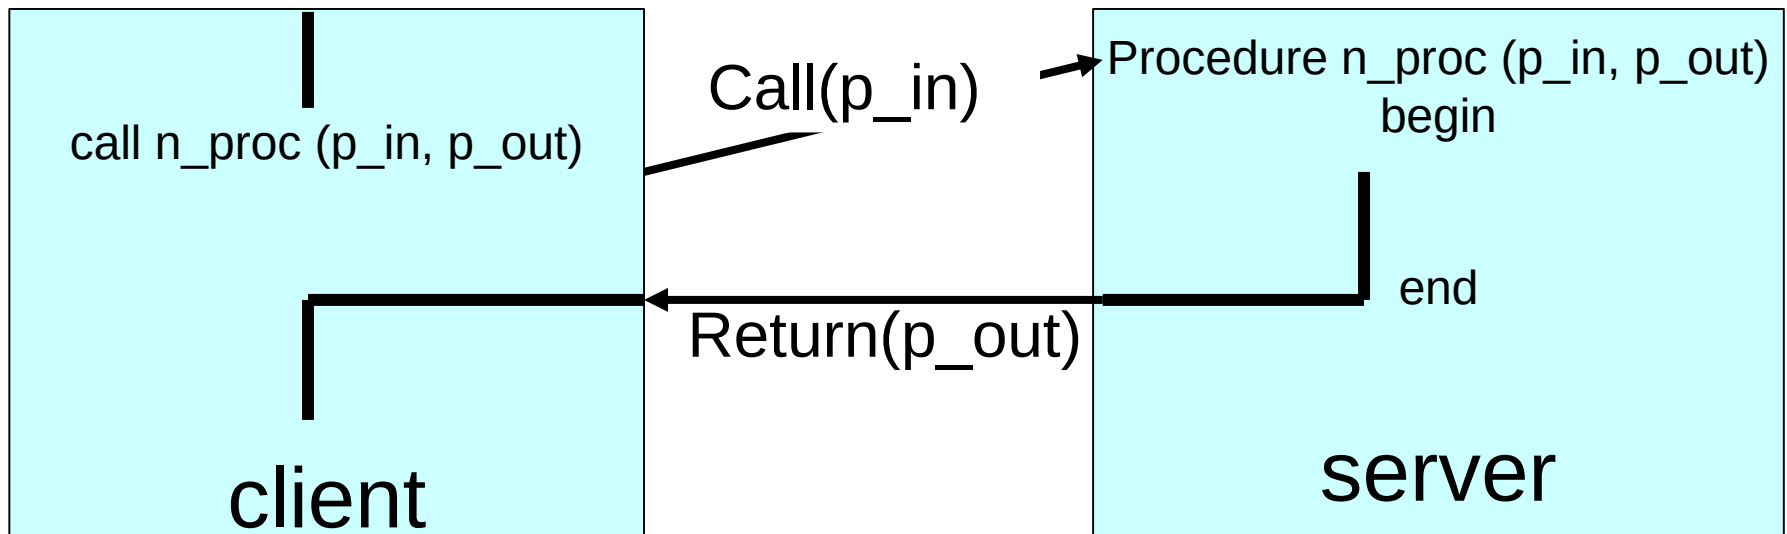 call n_proc (p_in, p_out)
client
Call(p_in)
Return(p_out)
Procedure n_proc (p_in, p_out)
begin
end
server